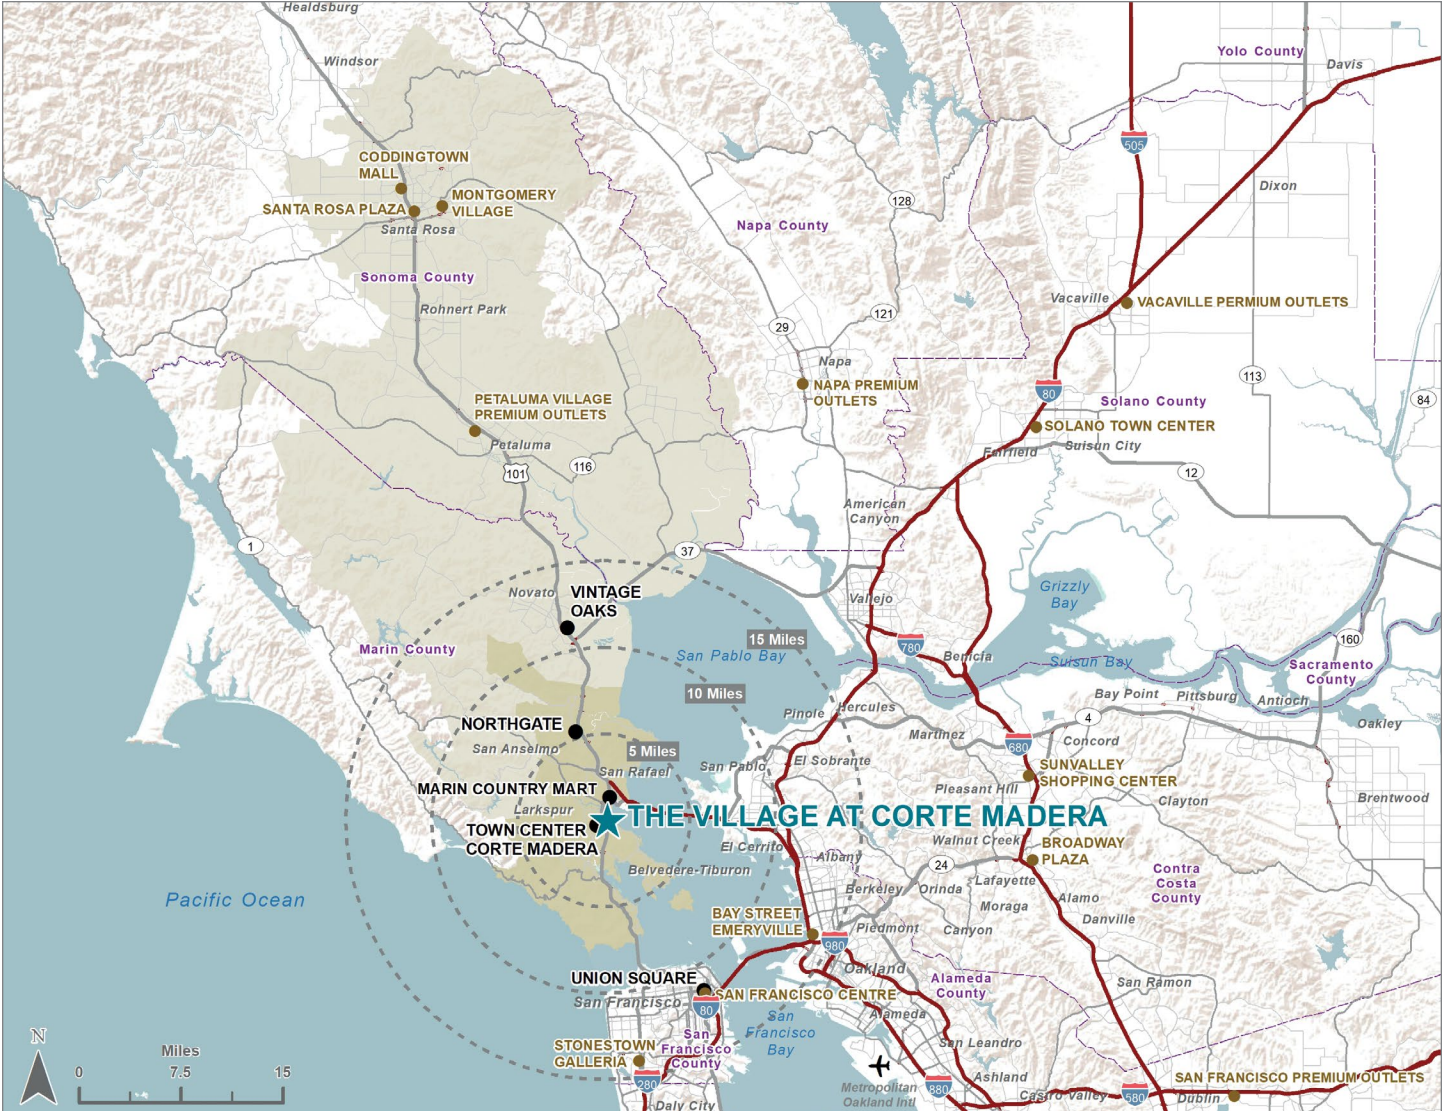 Healdsburg
Windsor
Yolo County
Davis
505
CODDINGTOWN
MALL
Dixon
MONTGOMERY
VILLAGE
SANTA ROSA PLAZA
128
Santa Rosa
Napa County
Sonoma County
Vacaville
VACAVILLE PERMIUM OUTLETS
Rohnert Park
121
29
Napa
113
NAPA PREMIUM
OUTLETS
80
Solano County
84
PETALUMA VILLAGE
PREMIUM OUTLETS
SOLANO TOWN CENTER
Petaluma
Suisun City
Fairfield
116
101
12
American
Canyon
1
37
Grizzly
Bay
Novato
VINTAGE
OAKS
Vallejo
15 Miles
160
Marin County
San Pablo Bay
780
Benicia
Suisun Bay
Sacramento
County
10 Miles
Bay Point
Pittsburg
Antioch
Pinole
Hercules
4
Oakley
NORTHGATE
Martinez
680
Concord
San Anselmo
5 Miles
San Pablo
El Sobrante
San Rafael
SUNVALLEY
SHOPPING CENTER
MARIN COUNTRY MART
Pleasant Hill
Clayton
Brentwood
Larkspur
THE VILLAGE AT CORTE MADERA
TOWN CENTER
CORTE MADERA
El Cerrito
Albany
Walnut Creek
BROADWAY
PLAZA
24
Belvedere-Tiburon
Contra
Costa
County
Berkeley
Orinda
Lafayette
Pacific Ocean
Moraga
Alamo
BAY STREET
EMERYVILLE
Piedmont
Canyon
Danville
980
Oakland
UNION SQUARE
Alameda
County
San Ramon
San Francisco
SAN FRANCISCO CENTRE
80
Alameda
San
Francisco
Bay
N
San
Francisco
County
San Leandro
Miles
STONESTOWN
GALLERIA
0
7.5
15
280
Metropolitan
Oakland Intl
880
Ashland
SAN FRANCISCO PREMIUM OUTLETS
Castro Valley
580
Dublin
Daly City